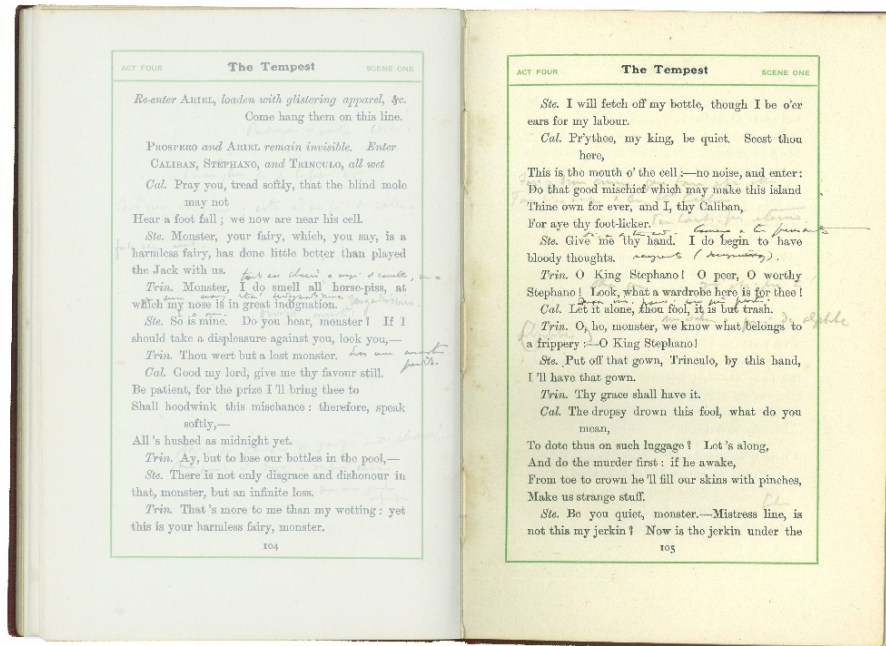 ACT FOUR The Tempest SCENE ONE
Re-enter ARIEL, loaden with glistering apparel, &c.
Come hang them on this line.
PROSPERO and ARIEL remain invisible. Enter
CALIBAN, STEPHANO, and TRINCULO, all wet
Cal. Pray you, tread softly, that the blind mole
may not
Hear a foot fall; we now are near his cell.
Ste. Monster, your fairy, which, you say, is a
harmless fairy, has done little better than played
the Jack with us.
Trin. Monster, I do smell all horse-piss, at
which my nose is in great indignation.
Ste. So is mine. Do you hear, monster? If I
should take a displeasure against you, look you,—
Trin. Thou wert but a lost monster.
Cal. Good my lord, give me thy favour still.
Be patient, for the prize I'll bring thee to
Shall hoodwink this mischance: therefore, speak
softly,—
All's hushed as midnight yet.
Trin. Ay, but to lose our bottles in the pool,—
Ste. There is not only disgrace and dishonour in
that, monster, but an infinite loss.
Trin. That's more to me than my wetting: yet
this is your harmless fairy, monster.
104
ACT FOUR The Tempest SCENE ONE
Ste. I will fetch off my bottle, though I be o'er
ears for my labour.
Cal. Pr'ythee, my king, be quiet. Seest thou
here,
This is the mouth o' the cell:—no noise, and enter:
Do that good mischief which may make this island
Thine own for ever, and I, thy Caliban,
For aye thy foot-licker.
Ste. Give me thy hand. I do begin to have
bloody thoughts.
Trin. O King Stephano! O peer, O worthy
Stephano! Look, what a wardrobe here is for thee!
Cal. Let it alone, thou fool, it is but trash.
Trin. O, ho, monster, we know what belongs to
a frippery:—O King Stephano!
Ste. Put off that gown, Trinculo, by this hand,
I'll have that gown.
Trin. Thy grace shall have it.
Cal. The dropsy drown this fool, what do you
mean,
To dote thus on such luggage? Let's along,
And do the murder first: if he awake,
From toe to crown he'll fill our skins with pinches,
Make us strange stuff.
Ste. Be you quiet, monster.—Mistress line, is
not this my jerkin? Now is the jerkin under the
105